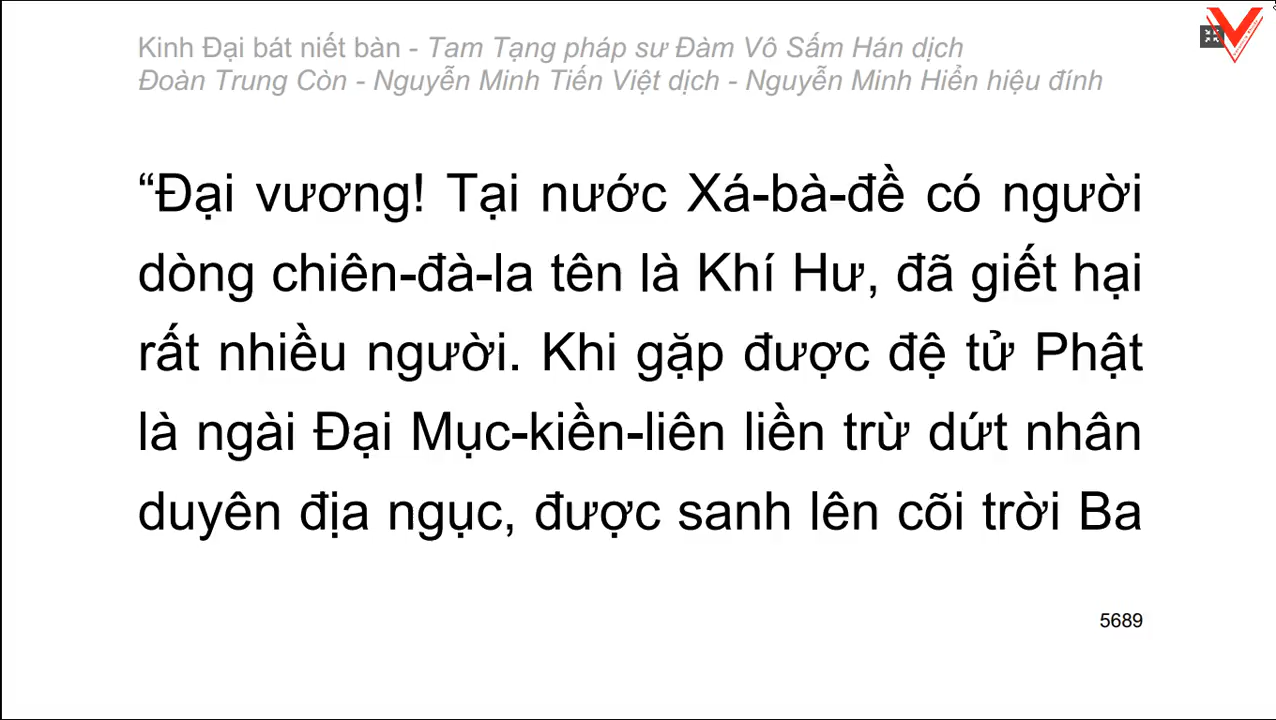 Kinh Đại bát niết bàn - Tam Tạng pháp sư Đàm Vô Sấm Hán dịch
Đoàn Trung Còn - Nguyễn Minh Tiến Việt dịch - Nguyễn Minh Hiển hiệu đính
“Đại vương! Tại nước Xá-bà-đề có người
dòng chiên-đà-la tên là Khí Hư, đã giết hại
rất nhiều người. Khi gặp được đệ tử Phật
là ngài Đại Mục-kiền-liên liền trừ dứt nhân
duyên địa ngục, được sanh lên cõi trời Ba
5689